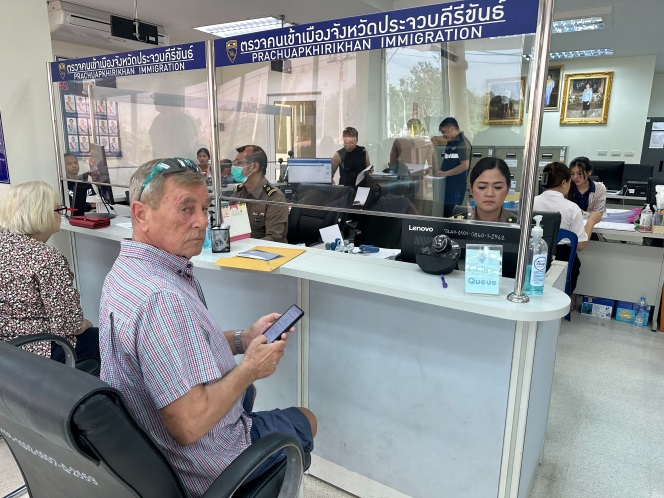 ตรวจคนเข้าเมืองจังหวัดประจวบคีรีขันธ์
PRACHUAPKHIRIKHAN IMMIGRATION
ตรวจคนเข้าเมืองจังหวัดประจวบคีรีขันธ์
PRACHUAPKHIRIKHAN IMMIGRATION
Lenovo
Queue